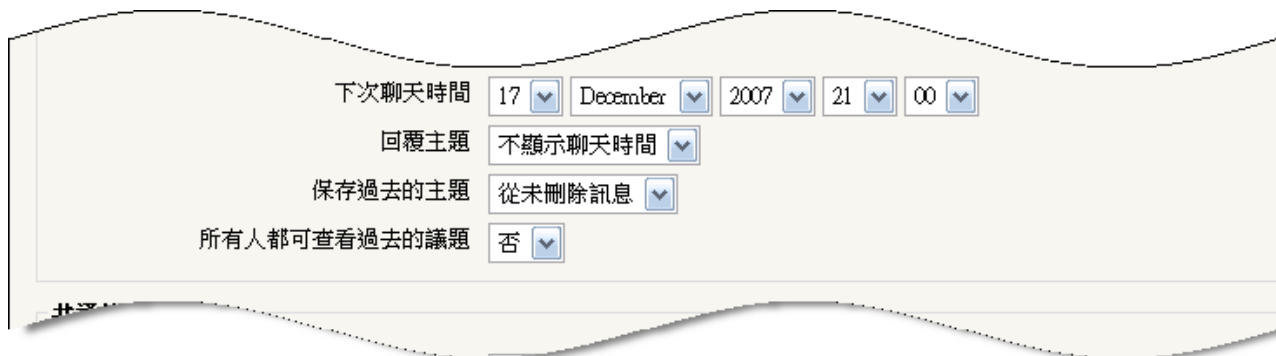 下次聊天時間 17 December 2007 21 00
回覆主題 不顯示聊天時間
保存過去的主題 從未刪除訊息
所有人都可查看過去的議題 否